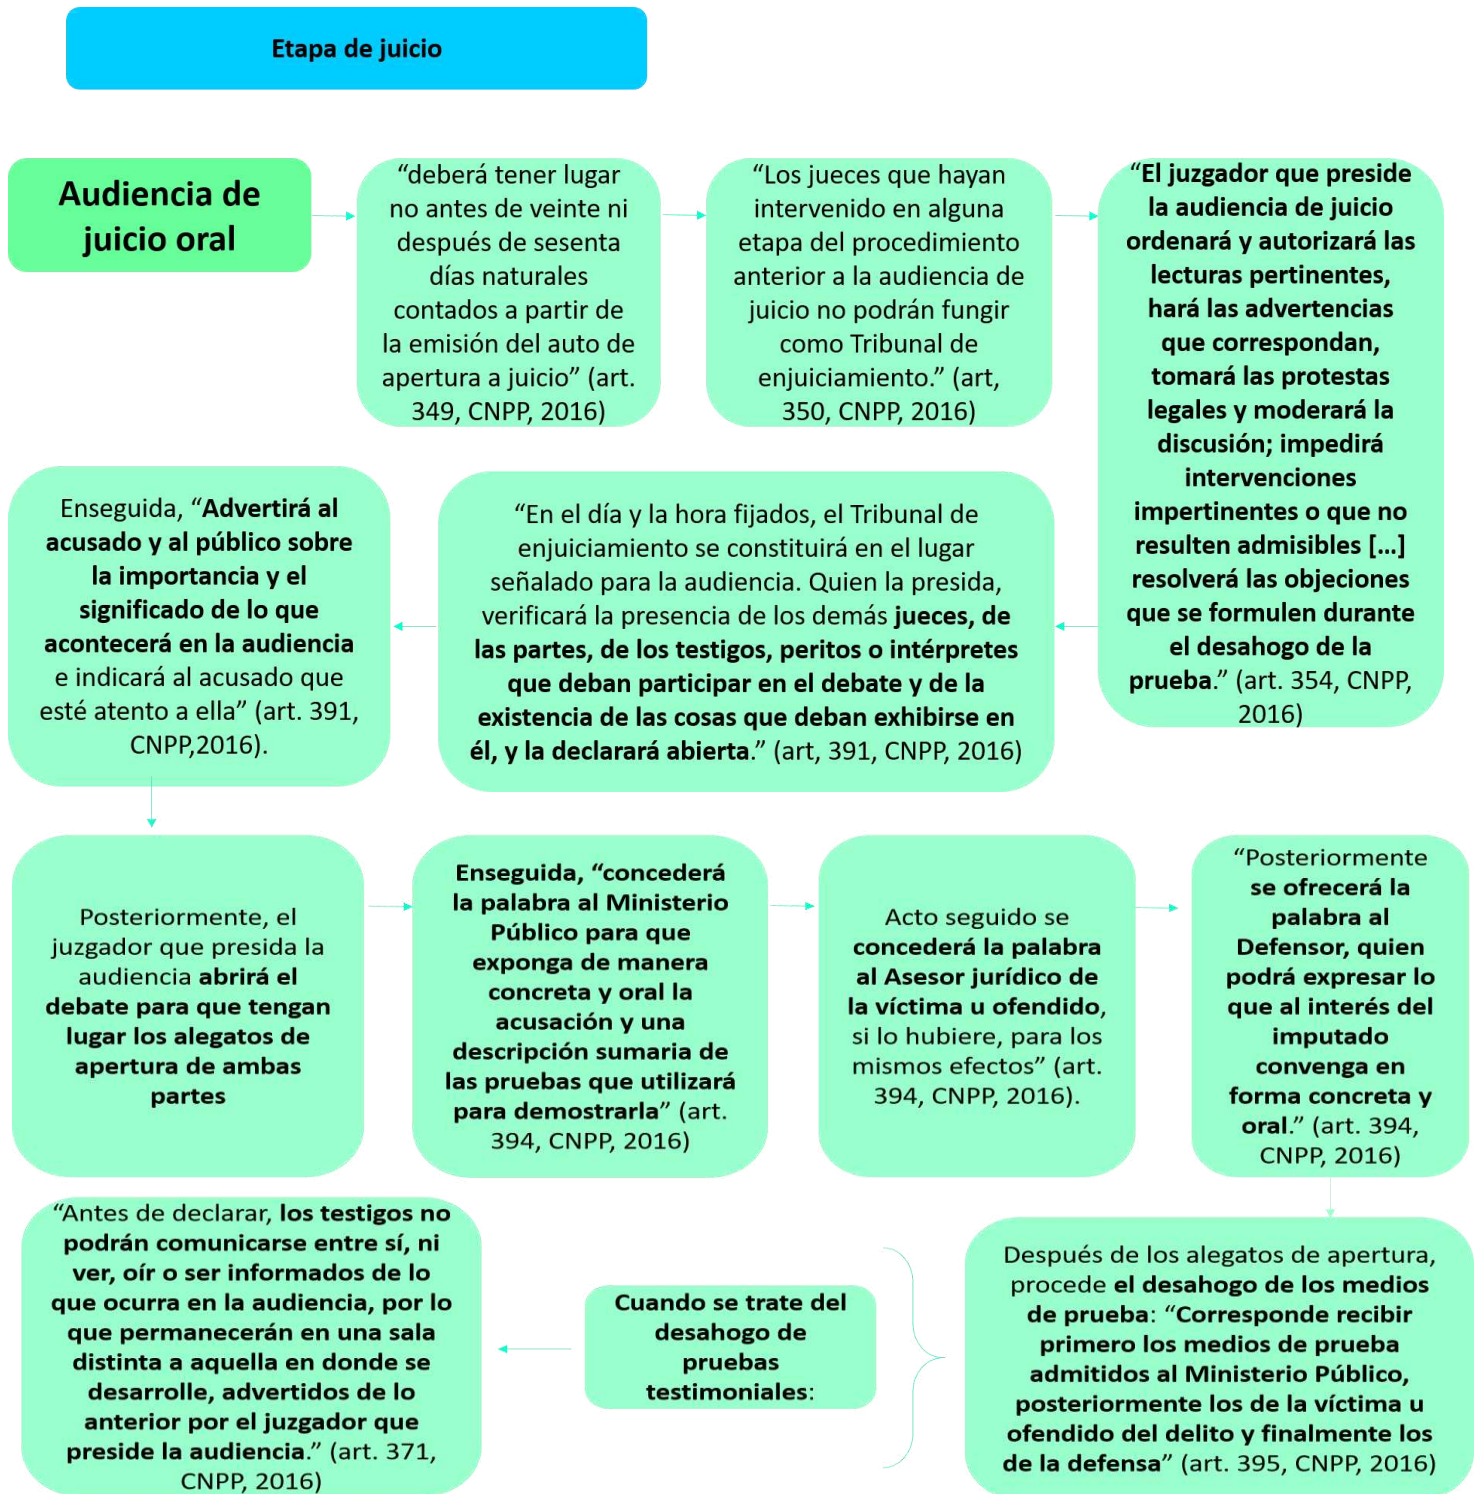 Etapa de juicio
Audiencia de
juicio oral
“deberá tener lugar
no antes de veinte ni
después de sesenta
días naturales
contados a partir de
la emisión del auto de
apertura a juicio” (art.
349, CNPP, 2016)
“Los jueces que hayan
intervenido en alguna
etapa del procedimiento
anterior a la audiencia de
juicio no podrán fungir
como Tribunal de
enjuiciamiento.” (art,
350, CNPP, 2016)
“El juzgador que preside
la audiencia de juicio
ordenará y autorizará las
lecturas pertinentes,
hará las advertencias
que correspondan,
tomará las protestas
legales y moderará la
discusión; impedirá
intervenciones
impertinentes o que no
resulten admisibles [...]
resolverá las objeciones
que se formulen durante
el desahogo de la
prueba.” (art. 354, CNPP,
2016)
“En el día y la hora fijados, el Tribunal de
enjuiciamiento se constituirá en el lugar
señalado para la audiencia. Quien la presida,
verificará la presencia de los demás jueces, de
las partes, de los testigos, peritos o intérpretes
que deban participar en el debate y de la
existencia de las cosas que deban exhibirse en
él, y la declarará abierta.” (art, 391, CNPP, 2016)
Enseguida, “Advertirá al
acusado y al público sobre
la importancia y el
significado de lo que
acontecerá en la audiencia
e indicará al acusado que
esté atento a ella” (art. 391,
CNPP,2016).
Posteriormente, el
juzgador que presida la
audiencia abrirá el
debate para que tengan
lugar los alegatos de
apertura de ambas
partes
Enseguida, “concederá
la palabra al Ministerio
Público para que
exponga de manera
concreta y oral la
acusación y una
descripción sumaria de
las pruebas que utilizará
para demostrarla” (art.
394, CNPP, 2016)
Acto seguido se
concederá la palabra
al Asesor jurídico de
la víctima u ofendido,
si lo hubiere, para los
mismos efectos” (art.
394, CNPP, 2016).
“Posteriormente
se ofrecerá la
palabra al
Defensor, quien
podrá expresar lo
que al interés del
imputado
convenga en
forma concreta y
oral.” (art. 394,
CNPP, 2016)
Después de los alegatos de apertura,
procede el desahogo de los medios
de prueba: “Corresponde recibir
primero los medios de prueba
admitidos al Ministerio Público,
posteriormente los de la víctima u
ofendido del delito y finalmente los
de la defensa” (art. 395, CNPP, 2016)
Cuando se trate del
desahogo de
pruebas
testimoniales:
“Antes de declarar, los testigos no
podrán comunicarse entre sí, ni
ver, oír o ser informados de lo
que ocurra en la audiencia, por lo
que permanecerán en una sala
distinta a aquella en donde se
desarrolle, advertidos de lo
anterior por el juzgador que
preside la audiencia.” (art. 371,
CNPP, 2016)